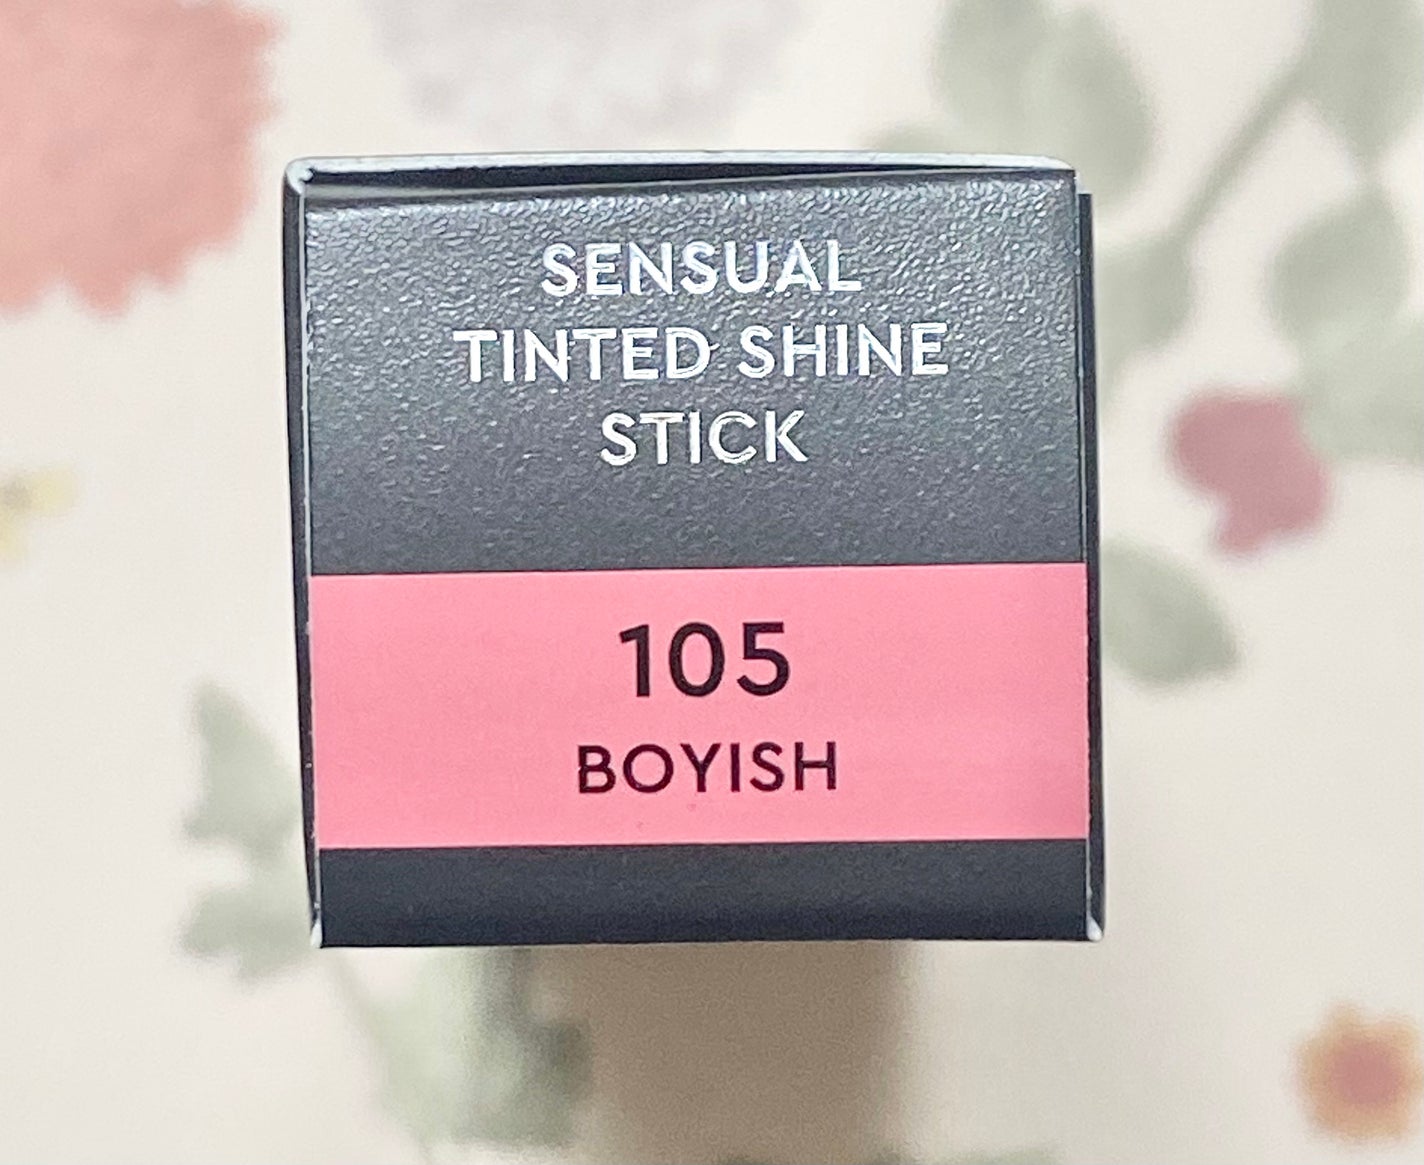 SENSUAL
TINTED SHINE
STICK
105
BOYISH